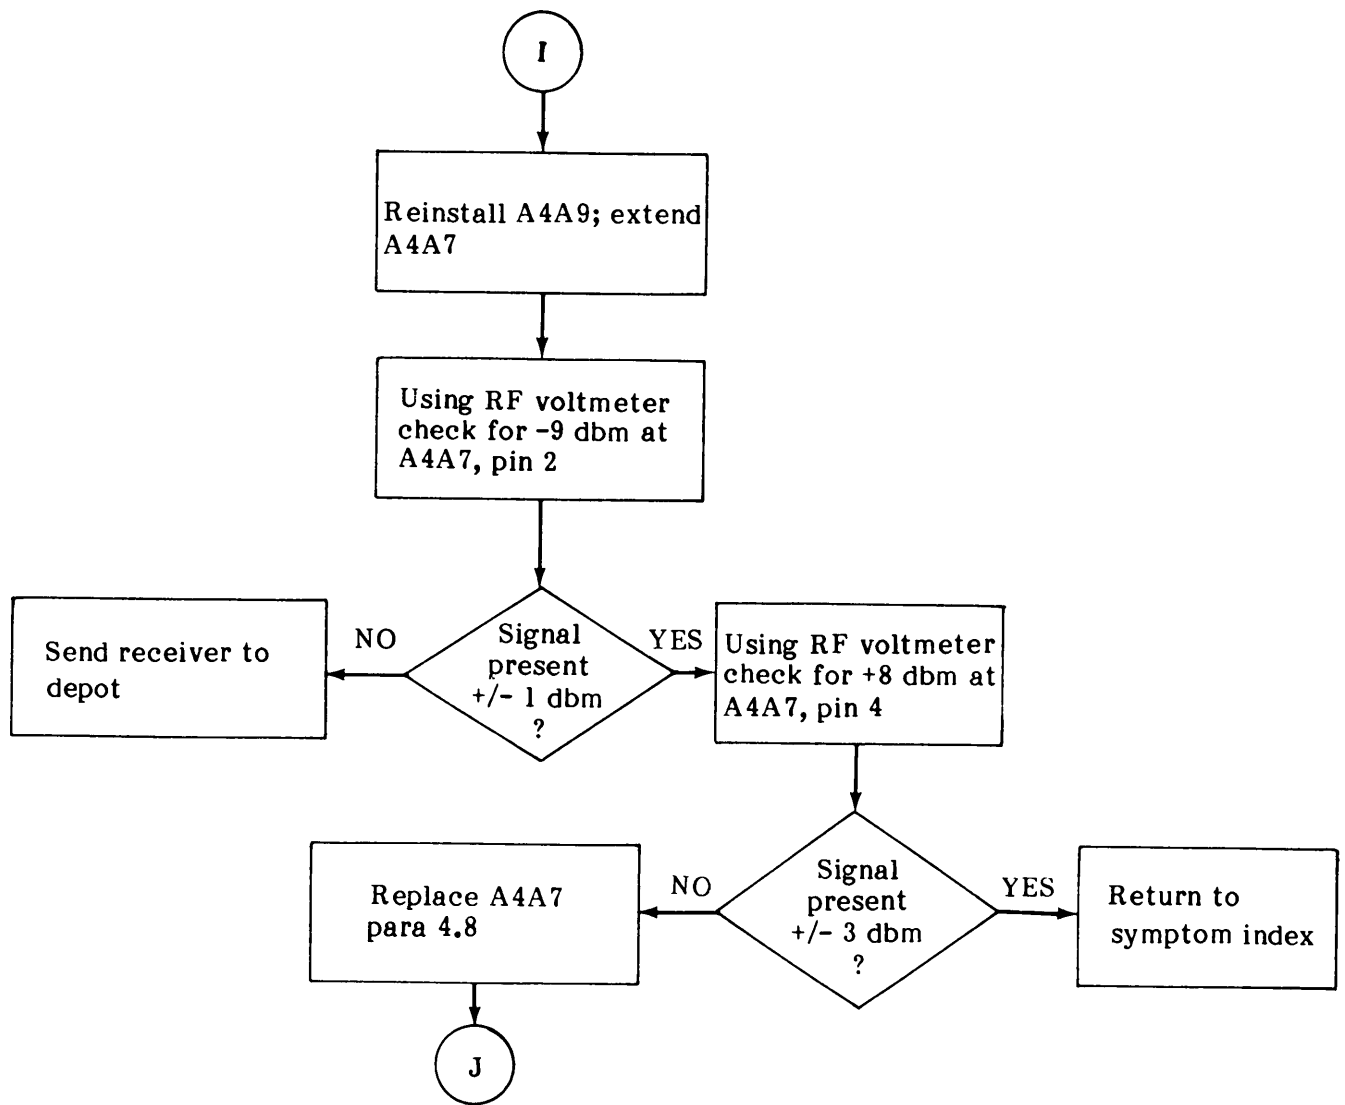 I
Reinstall A4A9; extend
A4A7
Using RF voltmeter
check for -9 dbm at
A4A7, pin 2
Signal
present
+/- 1 dbm
?
NO
YES
Send receiver to
depot
Using RF voltmeter
check for +8 dbm at
A4A7, pin 4
Signal
present
+/- 3 dbm
?
NO
YES
Replace A4A7
para 4.8
Return to
symptom index
J